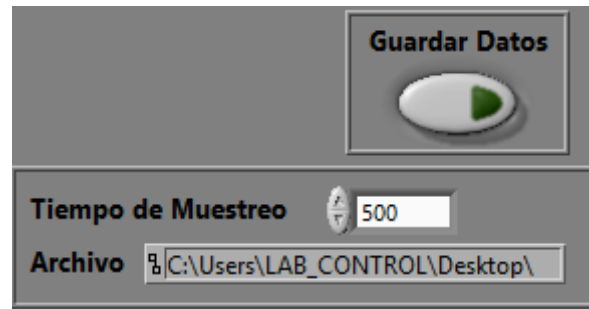 Guardar Datos
Tiempo de Muestreo 500
Archivo C:\Users\LAB_CONTROL\Desktop\